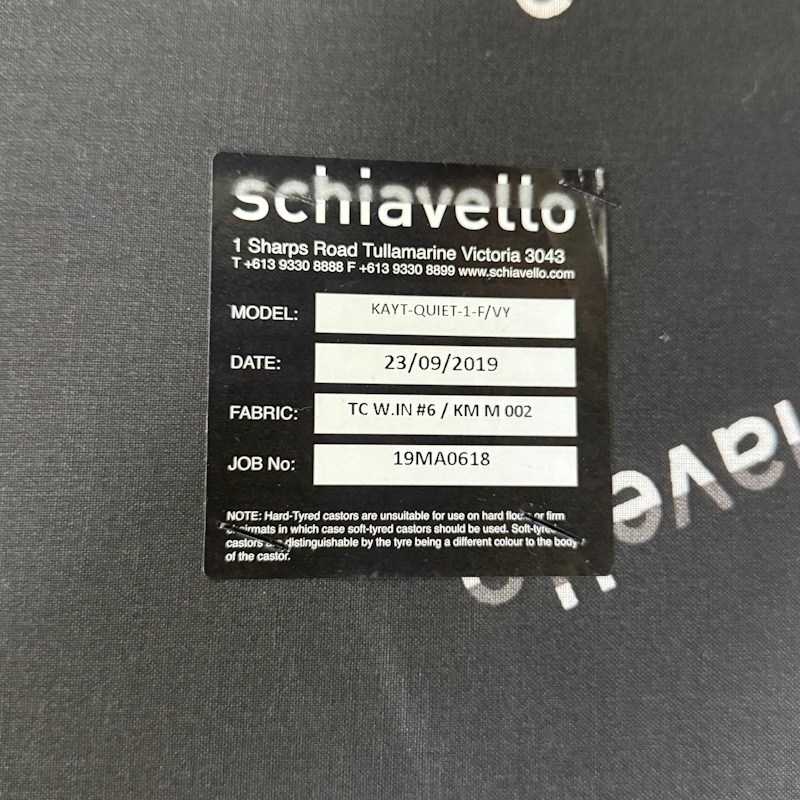 schiavello
1 Sharps Road Tullamarine Victoria 3043
T +613 9330 8888 F +613 9330 8899 www.schiavello.com
MODEL: KAYT-QUIET-1-F/VY
DATE: 23/09/2019
FABRIC: TC W.IN #6 / KM M 002
JOB No: 19MA0618
NOTE: Hard-Tyred castors are unsuitable for use on hard floors or firm
chairmats in which case soft-tyred castors should be used. Soft-tyred
castors are distinguishable by the tyre being a different colour to the body
of the castor.
avello